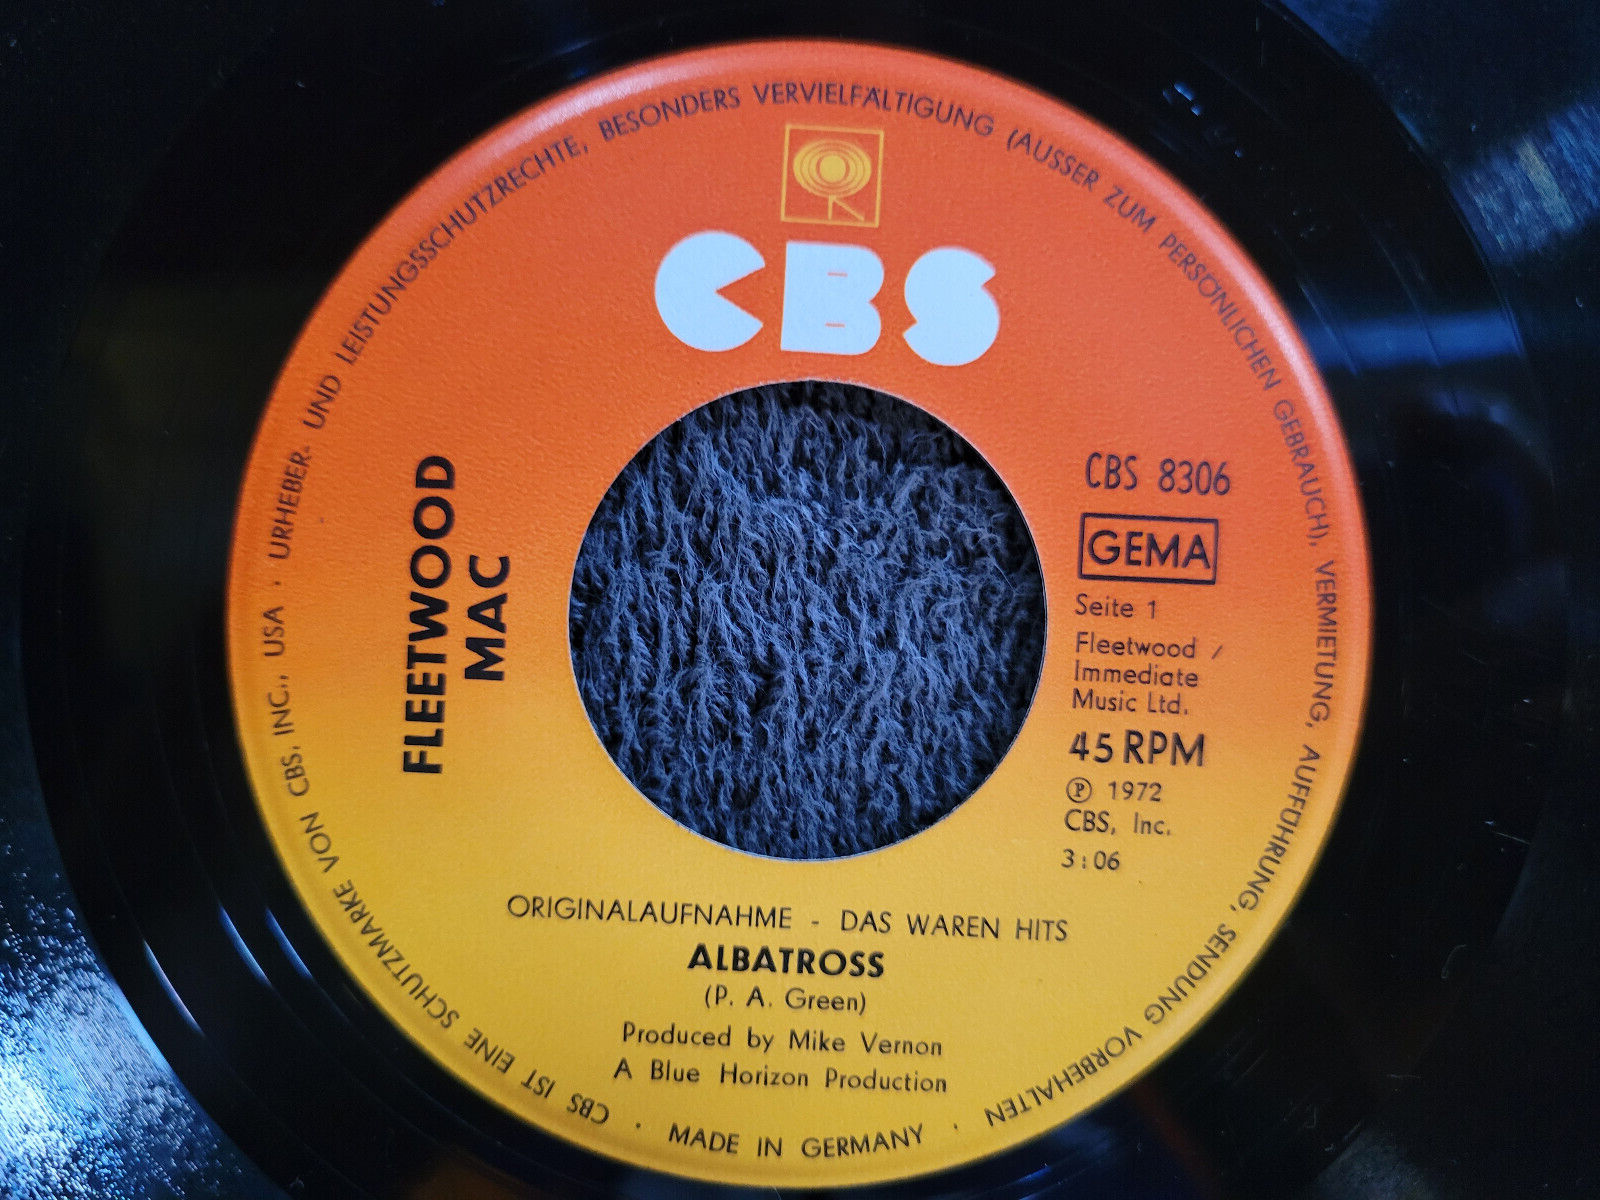 URHEBER- UND LEISTUNGSSCHUTZRECHTE, BESONDERS VERVIELFÄLTIGUNG (AUSSER ZUM PERSÖNLICHEN GEBRAUCH), VERMIETUNG, AUFFÜHRUNG, SENDUNG VORBEHALTEN ·
CBS
FLEETWOOD
MAC
CBS 8306
GEMA
Seite 1
Fleetwood /
Immediate
Music Ltd.
45 RPM
℗ 1972
CBS, Inc.
3:06
ORIGINALAUFNAHME - DAS WAREN HITS
ALBATROSS
(P. A. Green)
Produced by Mike Vernon
A Blue Horizon Production
MADE IN GERMANY ·
CBS IST EINE SCHUTZMARKE VON CBS, INC., USA ·